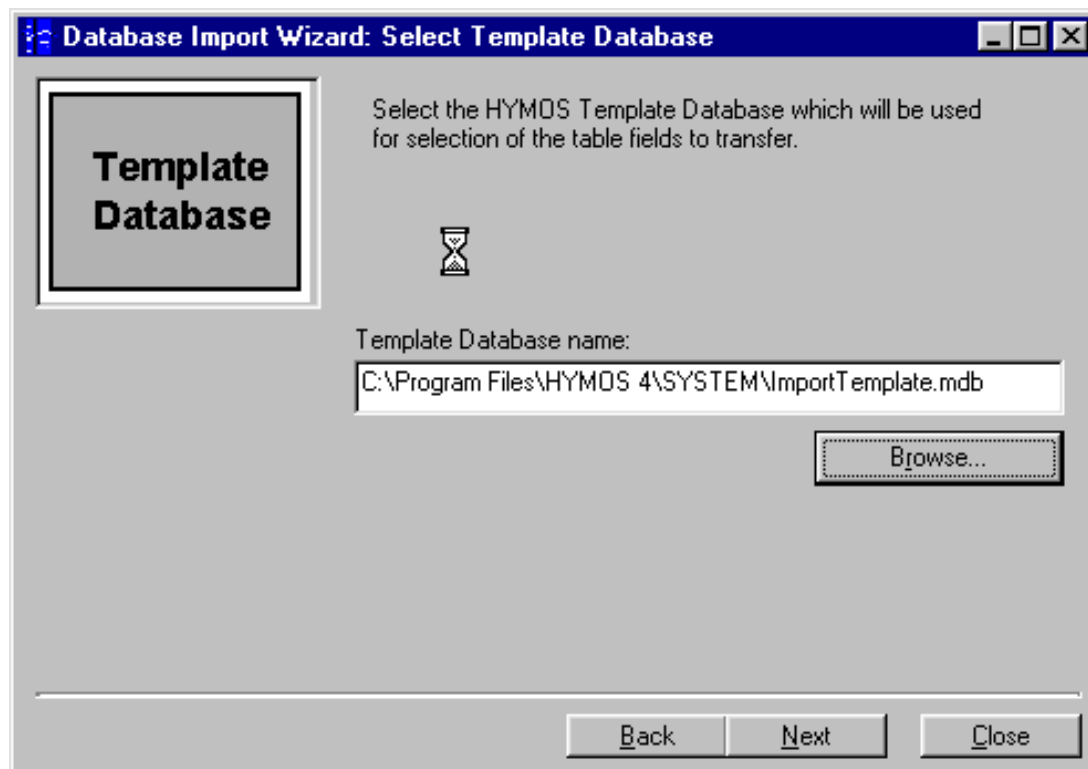 Database Import Wizard: Select Template Database
Template
Database
Select the HYMOS Template Database which will be used
for selection of the table fields to transfer.
Template Database name:
C:\Program Files\HYMOS 4\SYSTEM\ImportTemplate.mdb
Browse...
Back
Next
Close